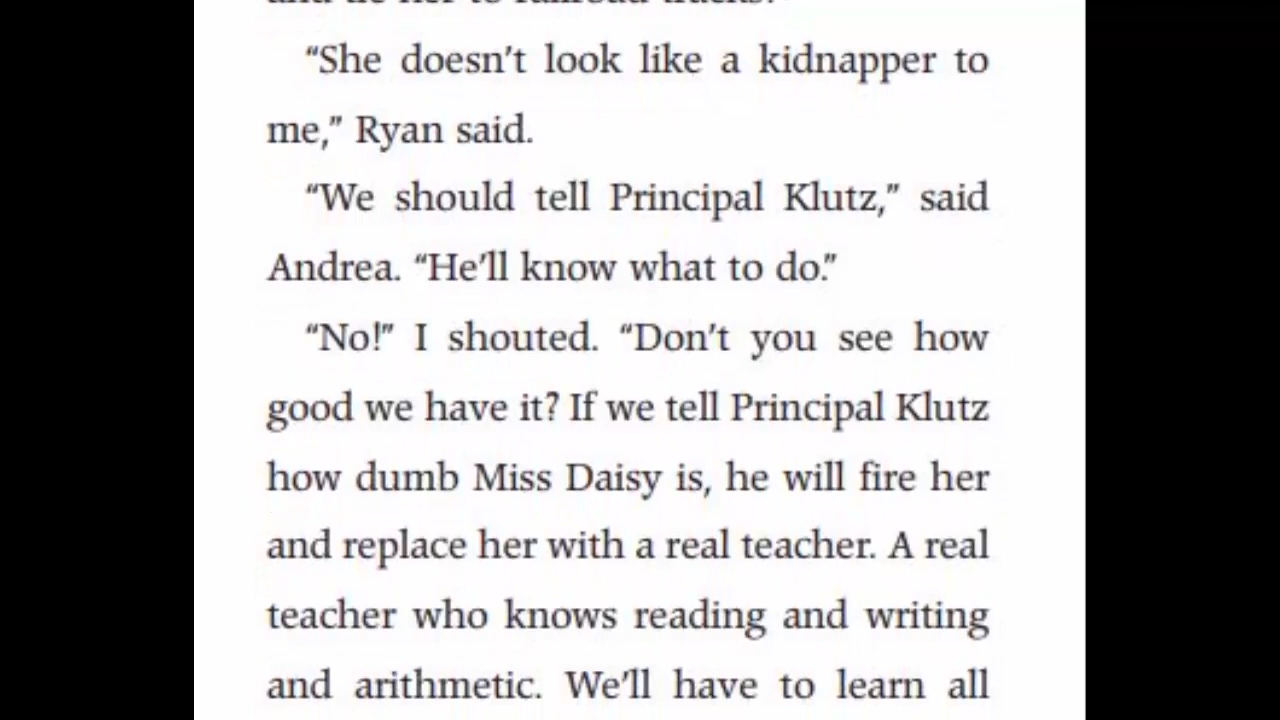 “She doesn’t look like a kidnapper to
me,” Ryan said.
“We should tell Principal Klutz,” said
Andrea. “He’ll know what to do.”
“No!” I shouted. “Don’t you see how
good we have it? If we tell Principal Klutz
how dumb Miss Daisy is, he will fire her
and replace her with a real teacher. A real
teacher who knows reading and writing
and arithmetic. We’ll have to learn all